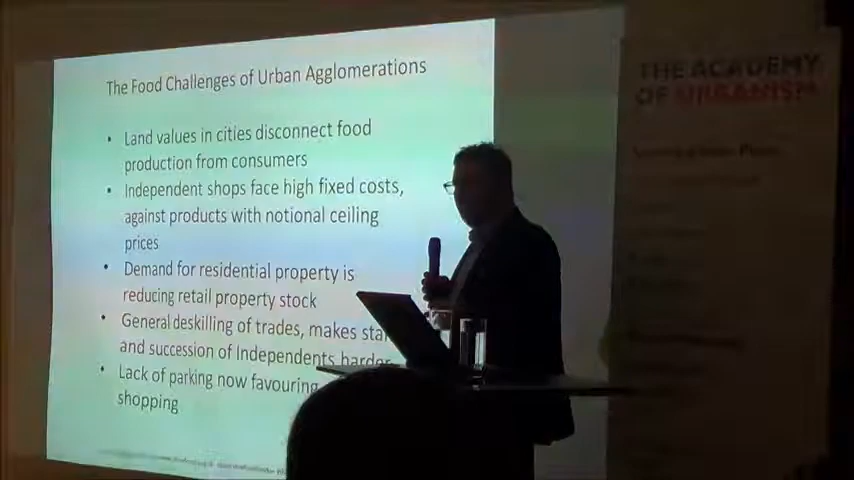 The Food Challenges of Urban Agglomerations
• Land values in cities disconnect food
production from consumers
• Independent shops face high fixed costs,
against products with notional ceiling
prices
• Demand for residential property is
reducing retail property stock
• General deskilling of trades, makes
and succession of Independents harder
• Lack of parking now favouring
shopping
THE ACADEMY
OF URBANISM